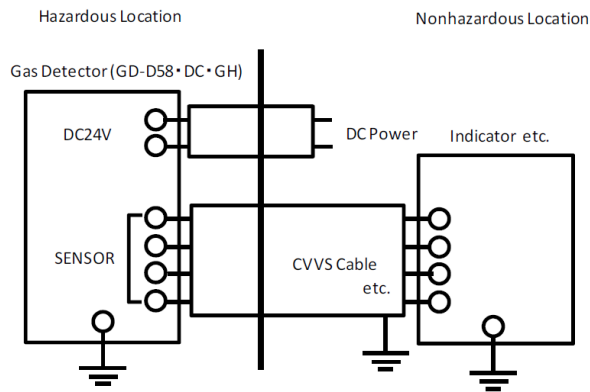 Hazardous Location
Nonhazardous Location
Gas Detector (GD-D58・DC・GH)
DC24V
DC Power
Indicator etc.
SENSOR
CVVS Cable
etc.